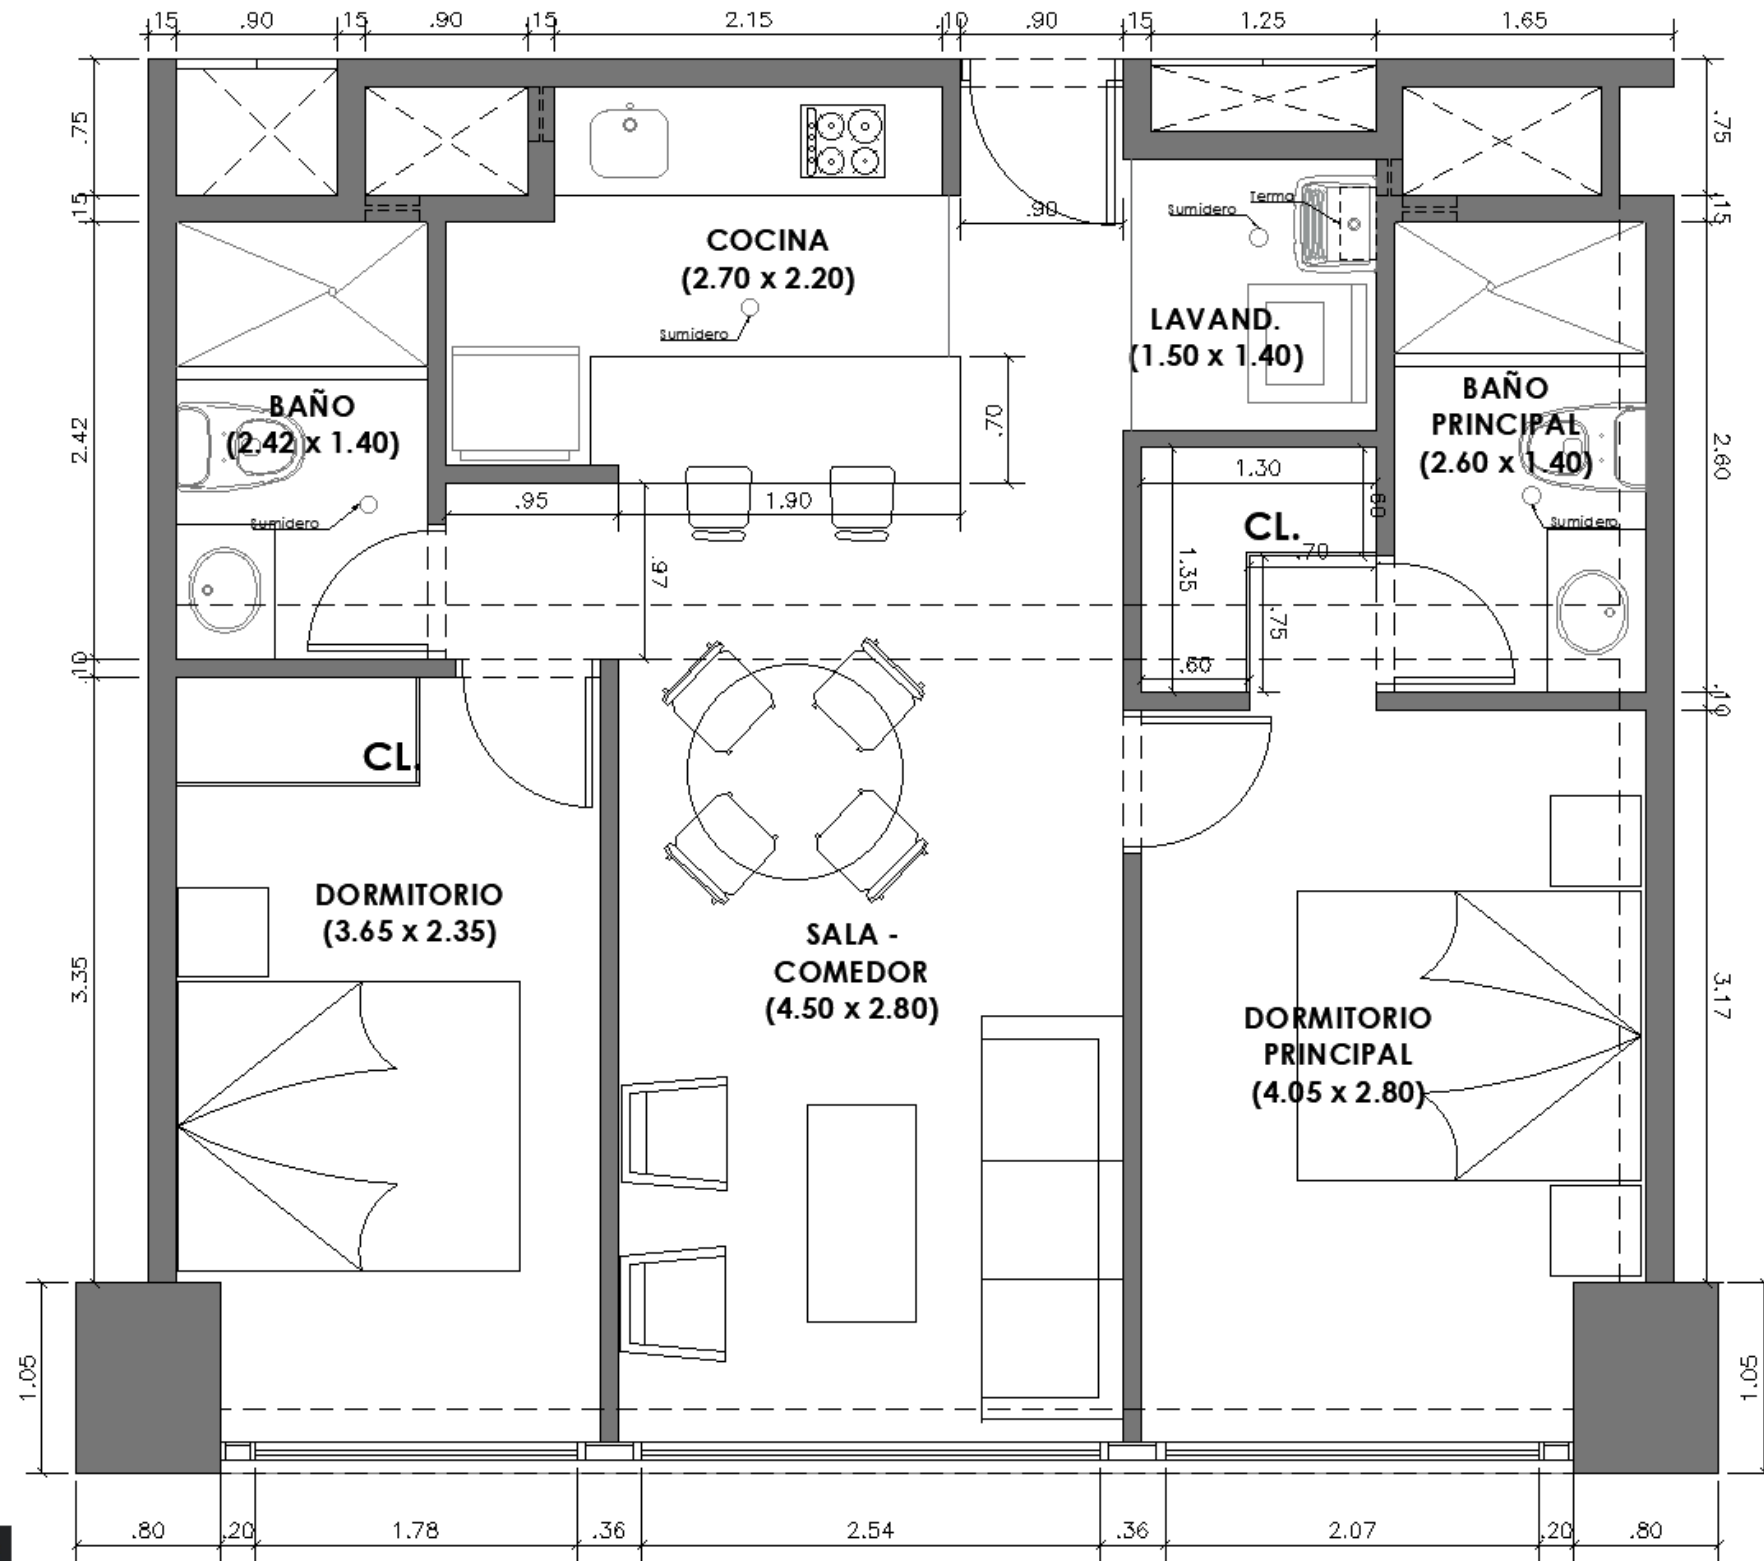 .15 .90 .15 .90 .15 2.15 .10 .90 .15 1.25 1.65
.75 .75
.15 .15
.90
Terma
Sumidero
COCINA
(2.70 x 2.20)
Sumidero
LAVAND.
(1.50 x 1.40)
BAÑO
(2.42 x 1.40)
BAÑO
PRINCIPAL
(2.60 x 1.40)
2.42
.70
2.60
1.30
.95 1.90
.60
Sumidero
Sumidero
CL.
.70
.97
1.35
.75
.60
.10
.10
CL.
DORMITORIO
(3.65 x 2.35)
SALA -
COMEDOR
(4.50 x 2.80)
3.35
3.17
DORMITORIO
PRINCIPAL
(4.05 x 2.80)
1.05 1.05
.80 .20 1.78 .36 2.54 .36 2.07 .20 .80